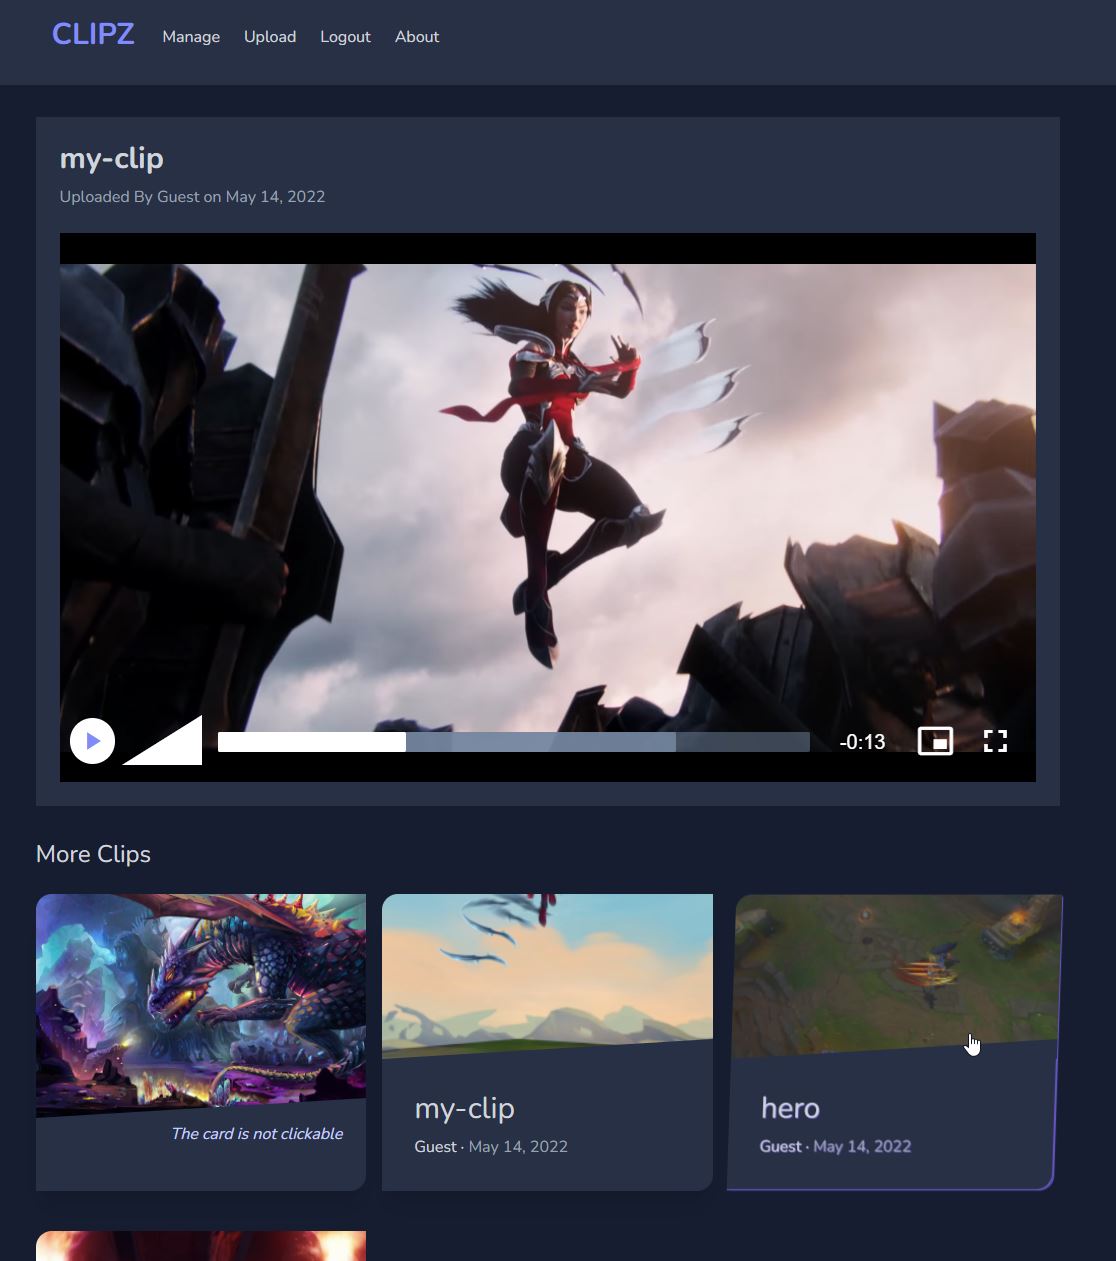 CLIPZ Manage Upload Logout About
my-clip
Uploaded By Guest on May 14, 2022
-0:13
More Clips
The card is not clickable
my-clip
Guest · May 14, 2022
hero
Guest · May 14, 2022